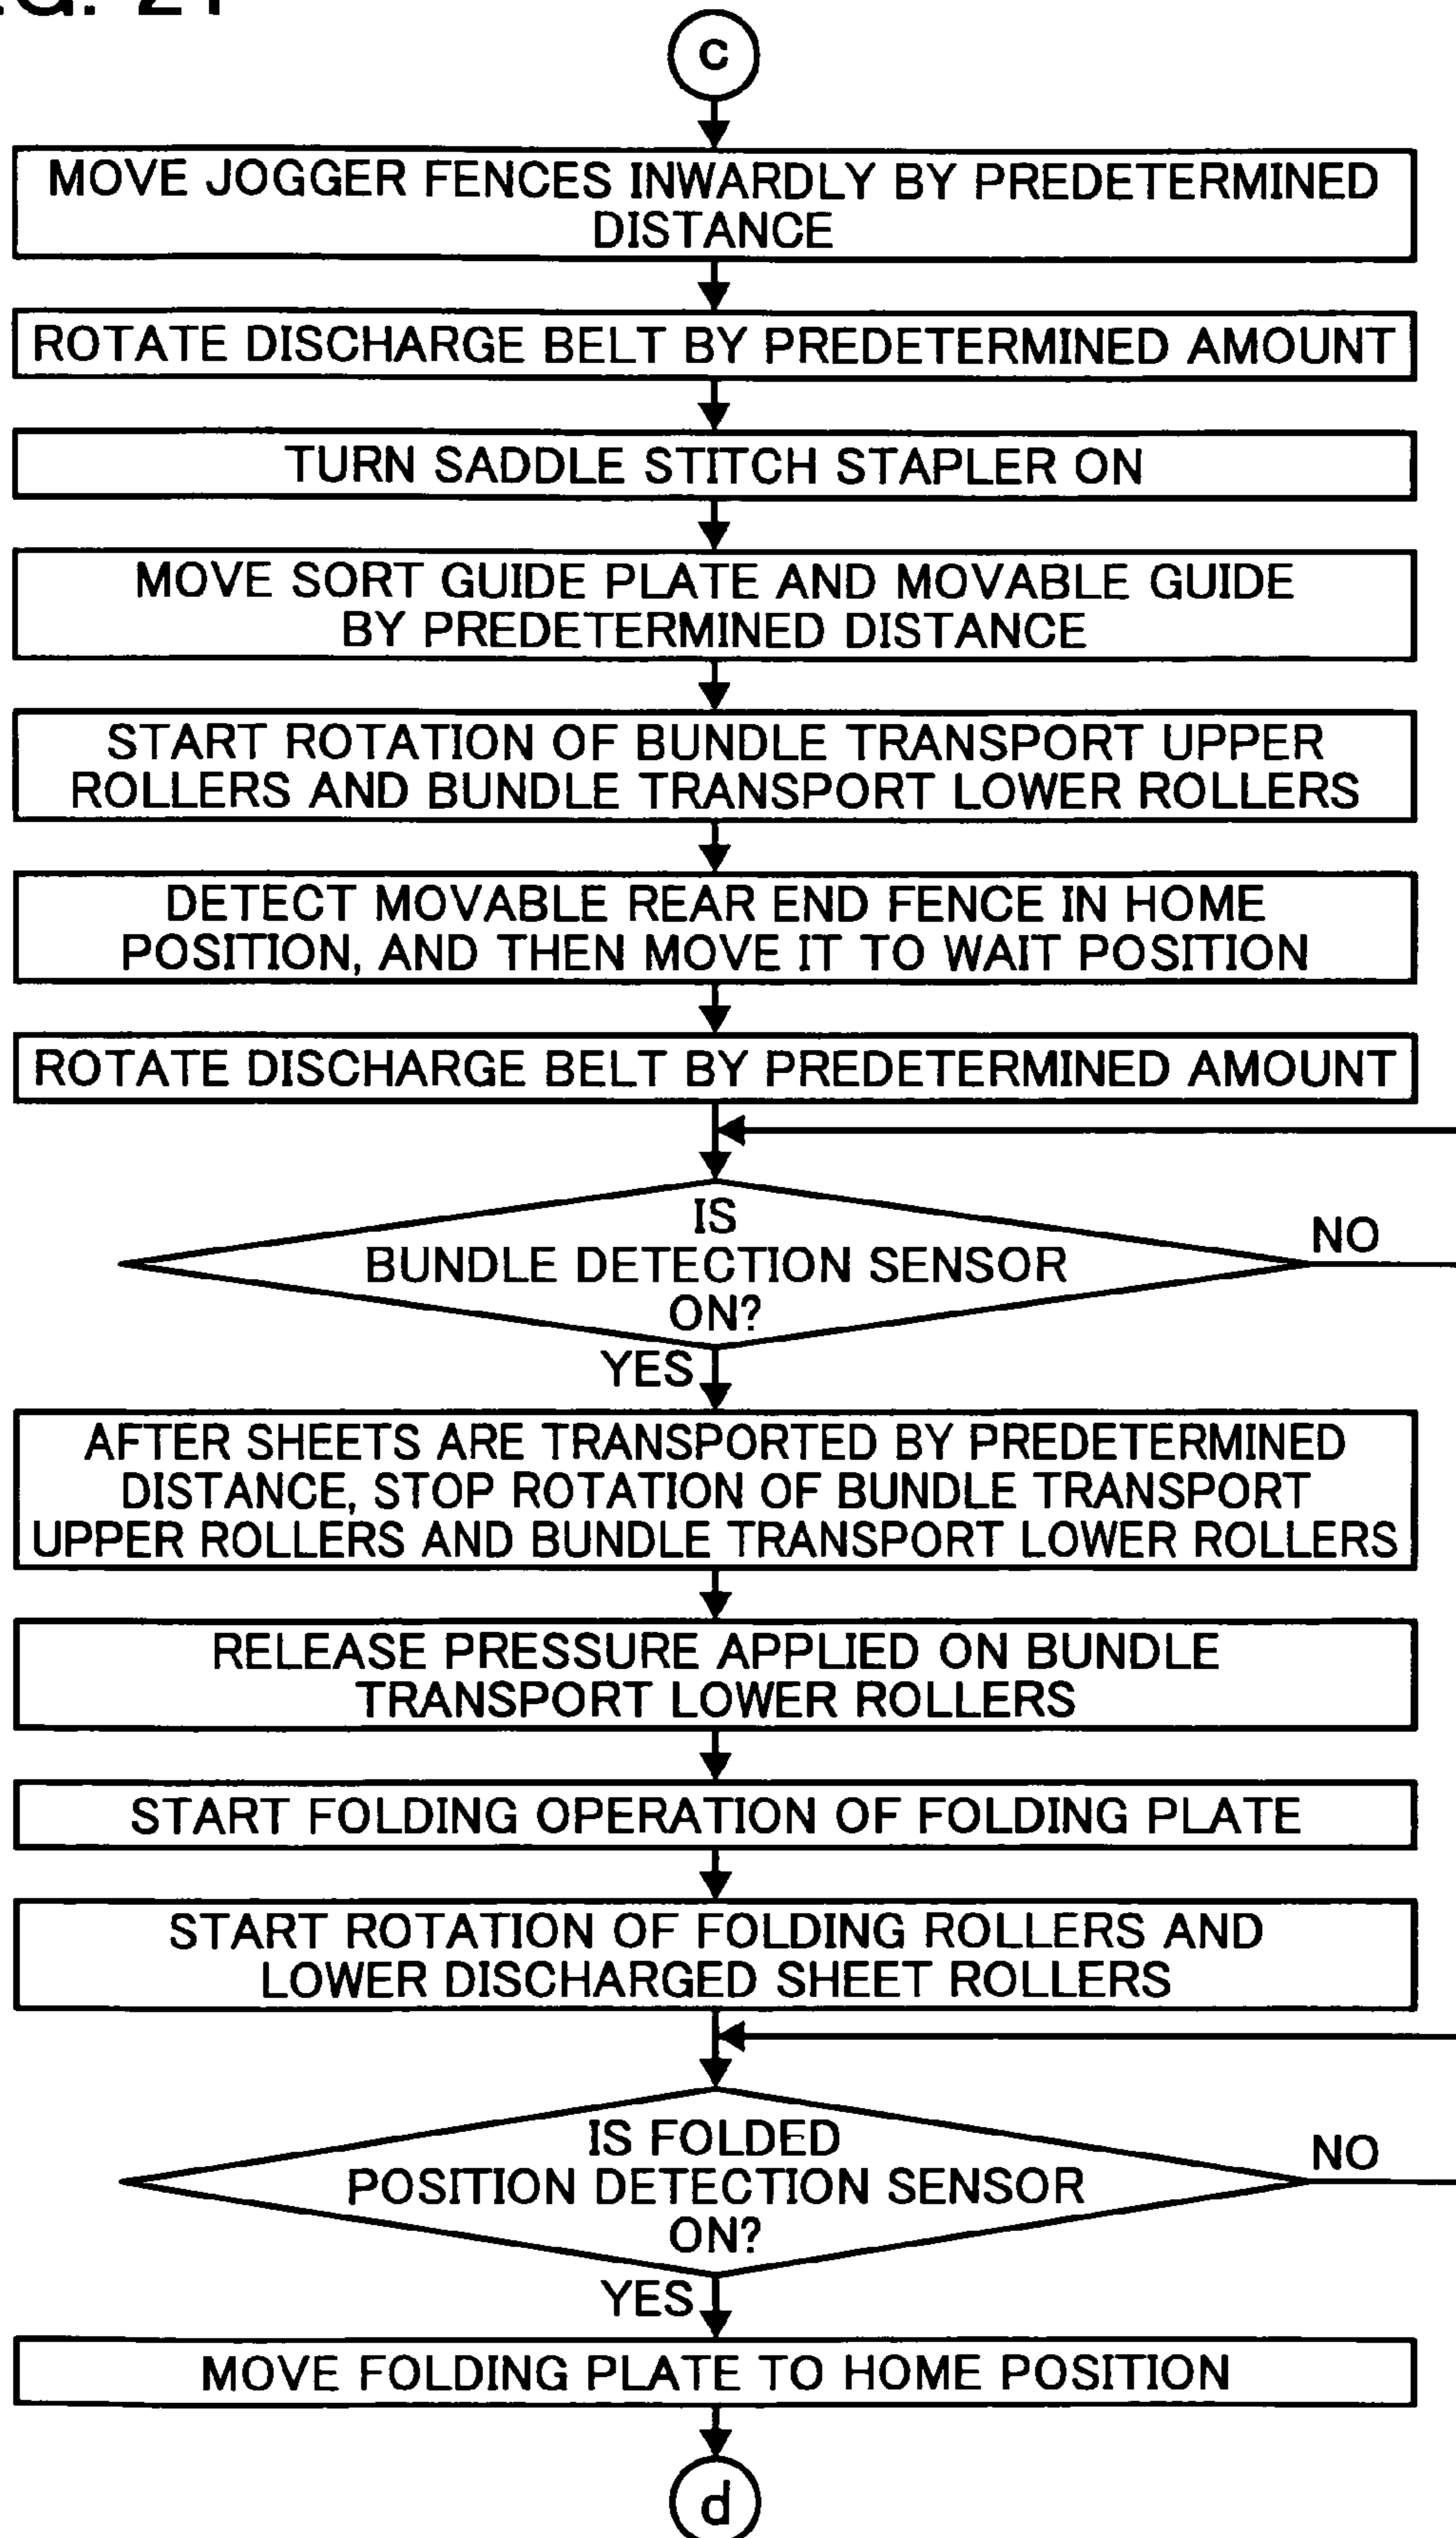 c
MOVE JOGGER FENCES INWARDLY BY PREDETERMINED
DISTANCE
ROTATE DISCHARGE BELT BY PREDETERMINED AMOUNT
TURN SADDLE STITCH STAPLER ON
MOVE SORT GUIDE PLATE AND MOVABLE GUIDE
BY PREDETERMINED DISTANCE
START ROTATION OF BUNDLE TRANSPORT UPPER
ROLLERS AND BUNDLE TRANSPORT LOWER ROLLERS
DETECT MOVABLE REAR END FENCE IN HOME
POSITION, AND THEN MOVE IT TO WAIT POSITION
ROTATE DISCHARGE BELT BY PREDETERMINED AMOUNT
IS
BUNDLE DETECTION SENSOR
ON?
NO
YES
AFTER SHEETS ARE TRANSPORTED BY PREDETERMINED
DISTANCE, STOP ROTATION OF BUNDLE TRANSPORT
UPPER ROLLERS AND BUNDLE TRANSPORT LOWER ROLLERS
RELEASE PRESSURE APPLIED ON BUNDLE
TRANSPORT LOWER ROLLERS
START FOLDING OPERATION OF FOLDING PLATE
START ROTATION OF FOLDING ROLLERS AND
LOWER DISCHARGED SHEET ROLLERS
IS FOLDED
POSITION DETECTION SENSOR
ON?
NO
YES
MOVE FOLDING PLATE TO HOME POSITION
d